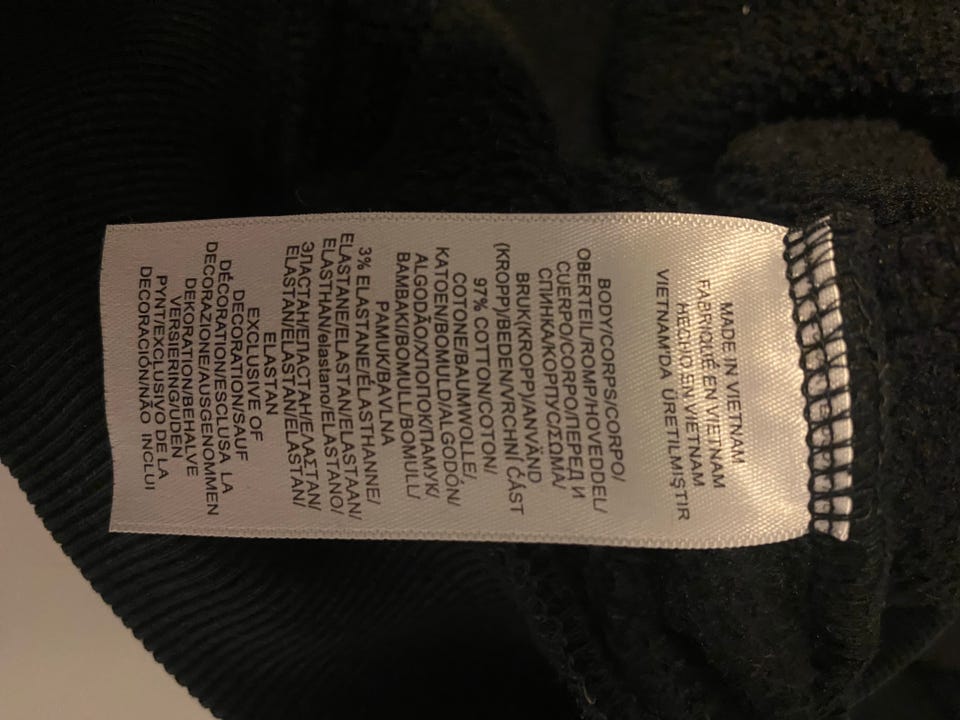 MADE IN VIETNAM
FABRIQUÉ EN VIETNAM
HECHO EN VIETNAM
VIETNAM'DA ÜRETILMIŞTIR
BODY/CORPS/CORPO/
OBERTEIL/ROMP/HOVEDDEL/
CUERPO/CORPO/ПЕРЕД И
СПИНКА/КОРПУС/ΣΩΜΑ/
BRUK(KROPP)/ANVÄND
(KROPP)/BEDEN/VRCHNI ĆÁST
97% COTTON/COTON/
COTONE/BAUMWOLLE/
KATOEN/BOMULD/ALGODÓN/
ALGODÃO/ХЛОПОК/ПАМУК/
BAMBAKI/BOMULL/BOMULL/
PAMUK/BAVLNA
3% ELASTANE/ÉLASTHANNE/
ELASTANE/ELASTAN/ELASTAAN/
ELASTHAN/elastano/ELASTANO/
ЭЛАСТАН/ЕЛАСТАН/ΕΛΑΣΤΑΝ/
ELASTAN/ELASTAN/ELASTAN/
ELASTAN
EXCLUSIVE OF
DECORATION/SAUF
DÉCORATION/ESCLUSA LA
DECORAZIONE/AUSGENOMMEN
DEKORATION/BEHALVE
VERSIERING/UDEN
PYNT/EXCLUSIVO DE LA
DECORACIÓN/NÃO INCLUI